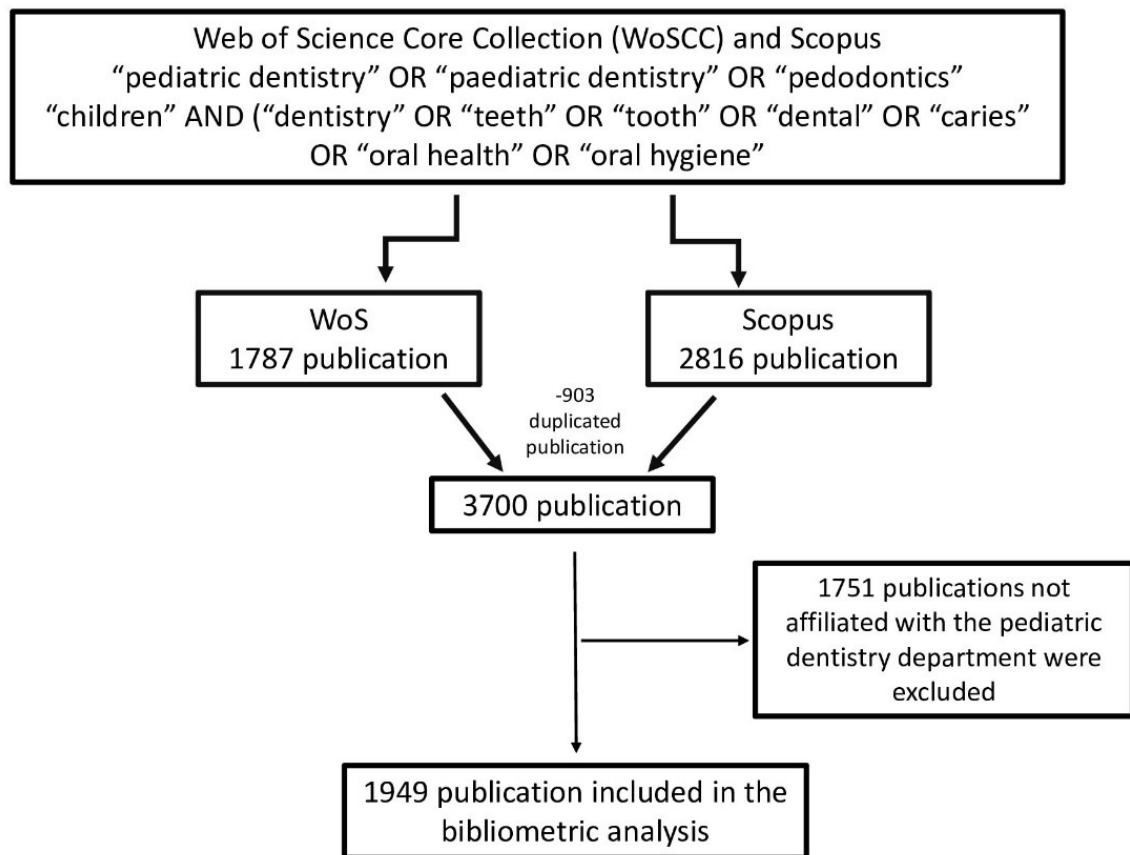 Web of Science Core Collection (WoSCC) and Scopus
“pediatric dentistry” OR “paediatric dentistry” OR “pedodontics”
“children” AND (“dentistry” OR “teeth” OR “tooth” OR “dental” OR “caries”
OR “oral health” OR “oral hygiene”
WoS
1787 publication
Scopus
2816 publication
-903
duplicated
publication
3700 publication
1751 publications not
affiliated with the pediatric
dentistry department were
excluded
1949 publication included in the
bibliometric analysis